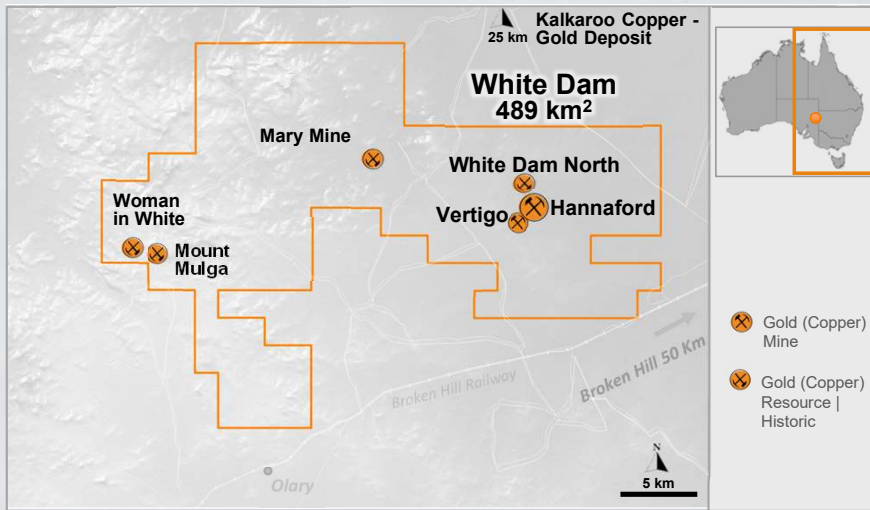 Kalkaroo Copper -
25 km
Gold Deposit
White Dam
489 km²
Mary Mine
White Dam North
Woman
in White
Vertigo
Hannaford
Mount
Mulga
Gold (Copper)
Mine
Broken Hill 50 Km
Broken Hill Railway
Gold (Copper)
Resource |
Historic
N
Olary
5 km